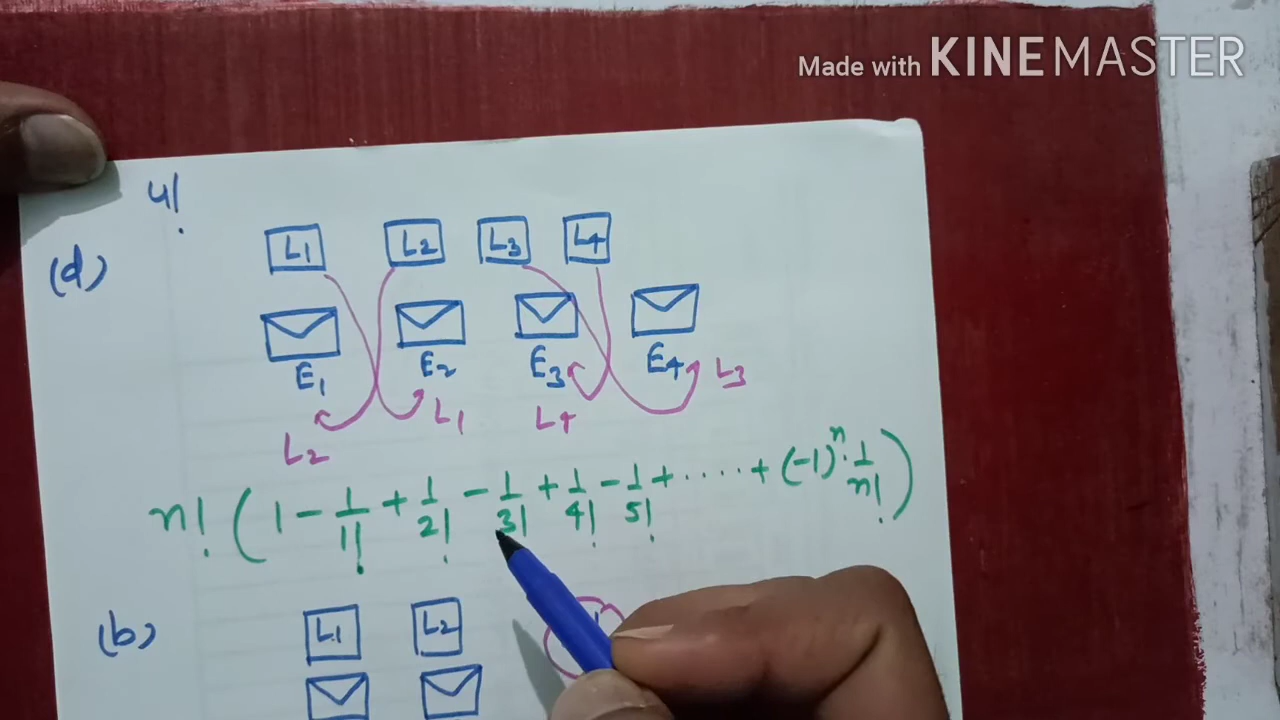 Made with KINEMASTER
4!
(d)
L1 L2 L3 L4
E1 E2 E3 E4
L2 L1 L4 L3
n! (1 - 1/1! + 1/2! - 1/3! + 1/4! - 1/5! + ..... + (-1)^n · 1/n!)
(b)
L1 L2